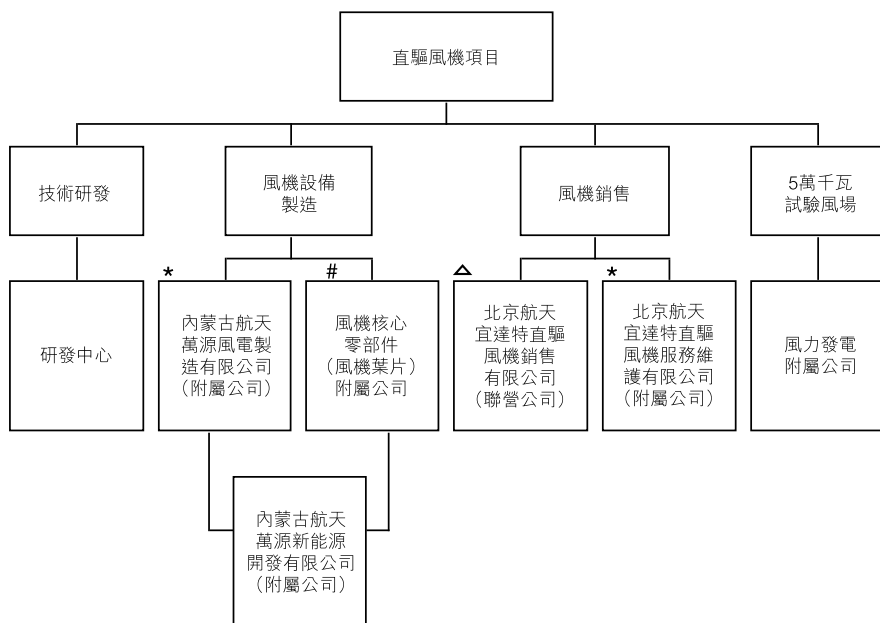 直驅風機項目
技術研發
風機設備
製造
風機銷售
5萬千瓦
試驗風場
研發中心
*
內蒙古航天
萬源風電製
造有限公司
(附屬公司)
#
風機核心
零部件
(風機葉片)
附屬公司
△
北京航天
宜達特直驅
風機銷售
有限公司
(聯營公司)
*
北京航天
宜達特直驅
風機服務維
護有限公司
(附屬公司)
風力發電
附屬公司
內蒙古航天
萬源新能源
開發有限公司
(附屬公司)